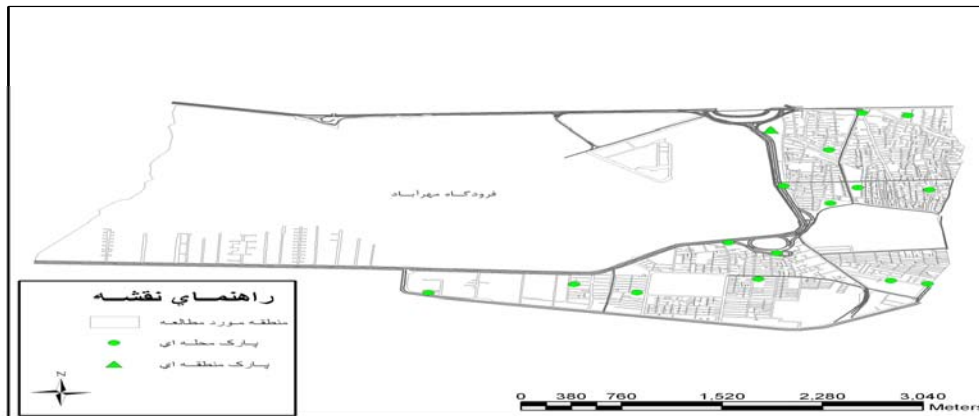 فرودگاه مهرآباد
راهنماي نقشه
منطقه مورد مطالعه
پارک محله اي
پارک منطقه اي
N
0 380 760 1,520 2,280 3,040
Meters